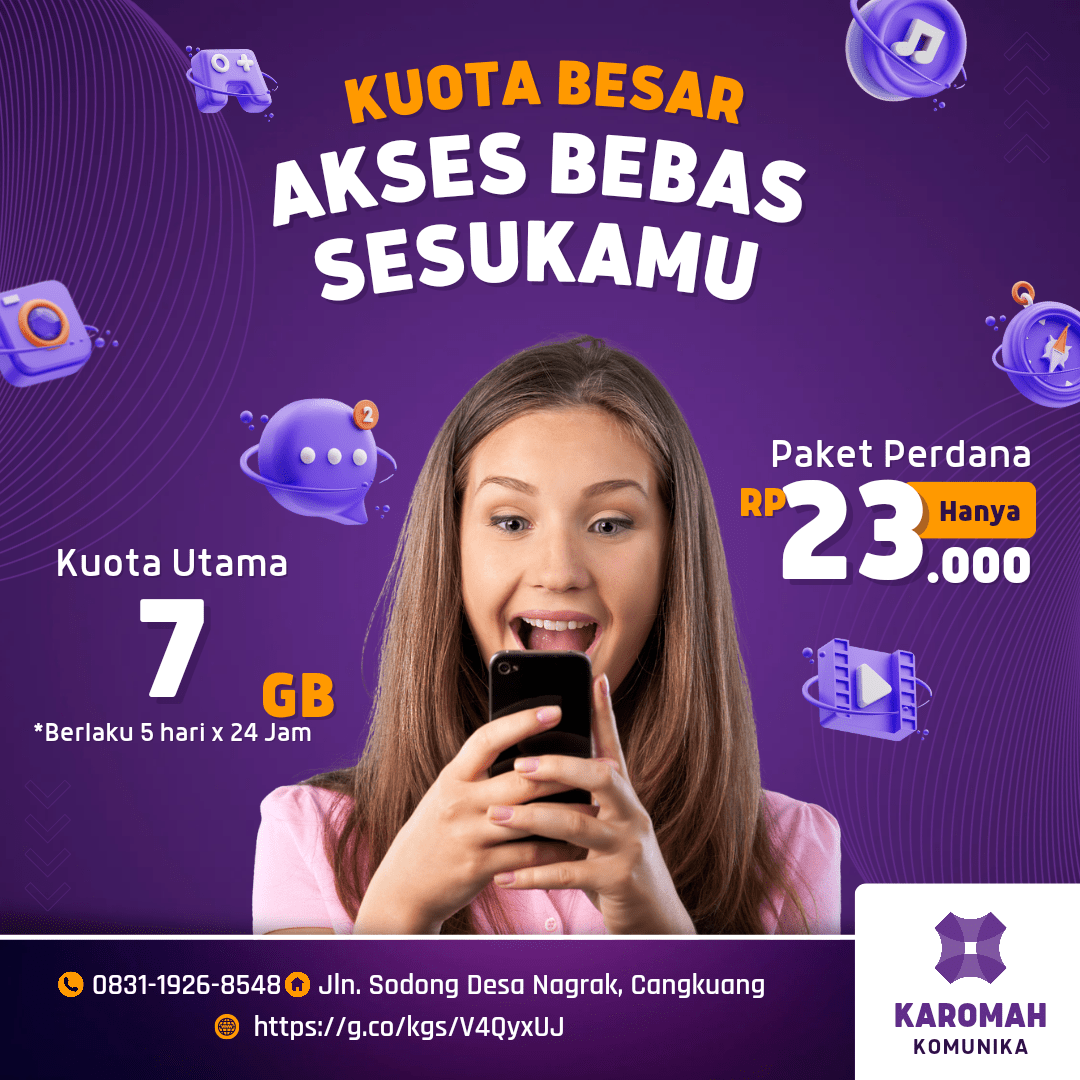 KUOTA BESAR
AKSES BEBAS
SESUKAMU
2
Paket Perdana
RP 23 Hanya
.000
Kuota Utama
7
GB
*Berlaku 5 hari x 24 Jam
0831-1926-8548 Jln. Sodong Desa Nagrak, Cangkuang
https://g.co/kgs/V4QyxUJ
KAROMAH
KOMUNIKA